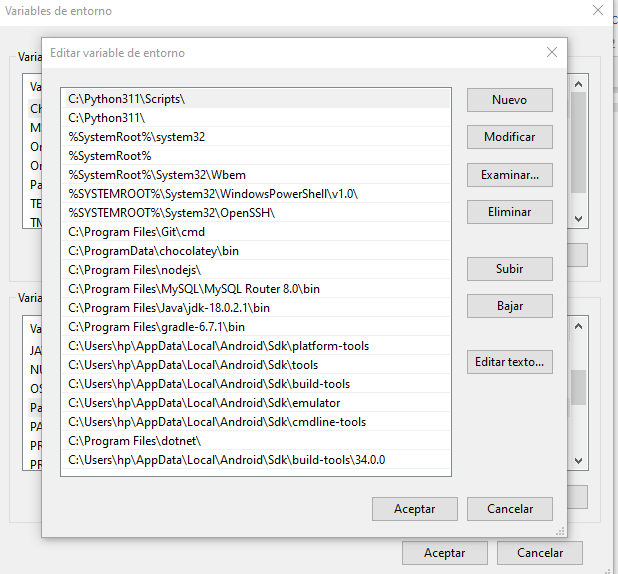 Variables de entorno
Editar variable de entorno
C:\Python311\Scripts\
C:\Python311\
%SystemRoot%\system32
%SystemRoot%
%SystemRoot%\System32\Wbem
%SYSTEMROOT%\System32\WindowsPowerShell\v1.0\
%SYSTEMROOT%\System32\OpenSSH\
C:\Program Files\Git\cmd
C:\ProgramData\chocolatey\bin
C:\Program Files\nodejs\
C:\Program Files\MySQL\MySQL Router 8.0\bin
C:\Program Files\Java\jdk-18.0.2.1\bin
C:\Program Files\gradle-6.7.1\bin
C:\Users\hp\AppData\Local\Android\Sdk\platform-tools
C:\Users\hp\AppData\Local\Android\Sdk\tools
C:\Users\hp\AppData\Local\Android\Sdk\build-tools
C:\Users\hp\AppData\Local\Android\Sdk\emulator
C:\Users\hp\AppData\Local\Android\Sdk\cmdline-tools
C:\Program Files\dotnet\
C:\Users\hp\AppData\Local\Android\Sdk\build-tools\34.0.0
Nuevo
Modificar
Examinar...
Eliminar
Subir
Bajar
Editar texto...
Aceptar
Cancelar
Varia
Va
Ch
M
On
On
Pa
TE
TM
Varia
Va
JA
NU
OS
Pa
PA
PR
PR
Aceptar
Cancelar